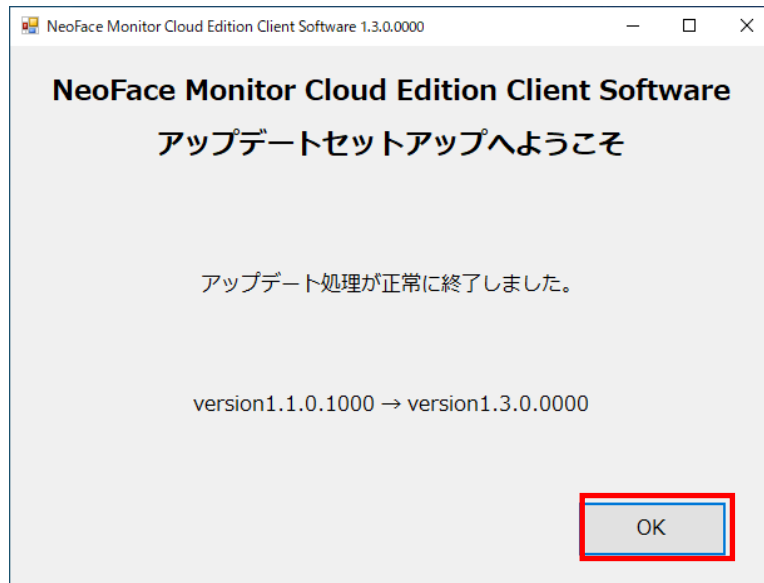 NeoFace Monitor Cloud Edition Client Software 1.3.0.0000
NeoFace Monitor Cloud Edition Client Software
アップデートセットアップへようこそ
アップデート処理が正常に終了しました。
version1.1.0.1000 → version1.3.0.0000
OK